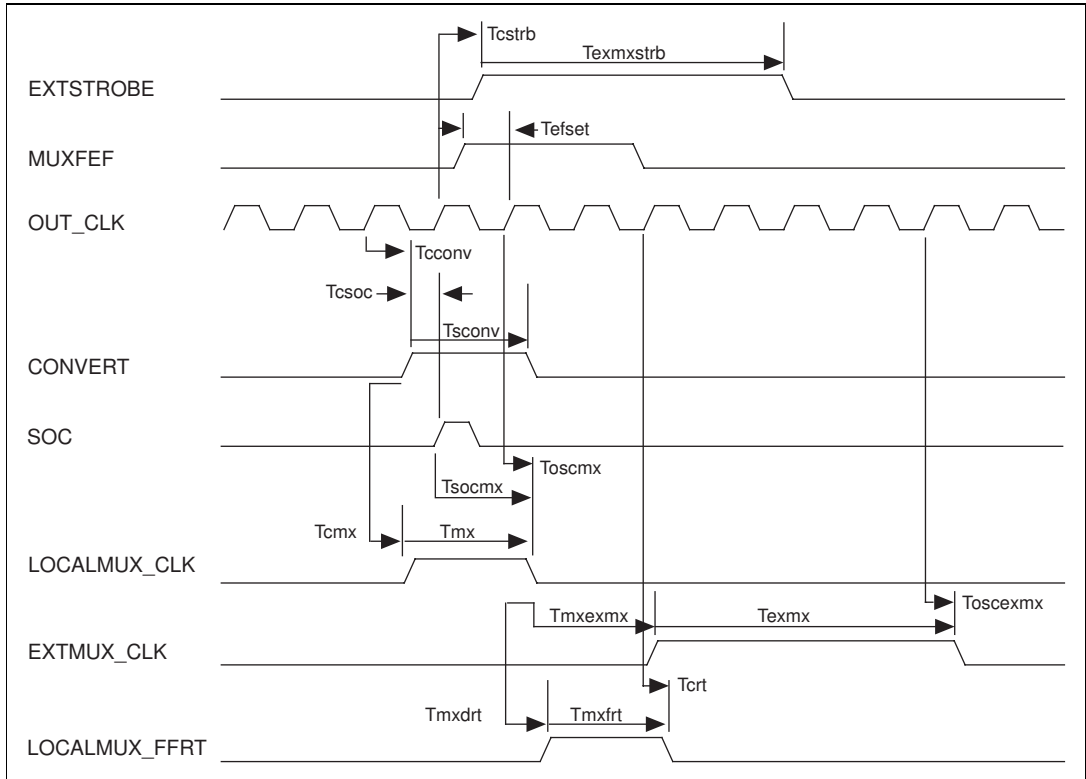 Tcstrb
Texmxstrb
EXTSTROBE
Tefset
MUXFEF
OUT_CLK
Tcconv
Tcsoc
Tsconv
CONVERT
SOC
Toscmx
Tsocmx
Tcmx
Tmx
LOCALMUX_CLK
Toscexmx
Tmxexmx
Texmx
EXTMUX_CLK
Tcrt
Tmxdrt
Tmxfrt
LOCALMUX_FFRT